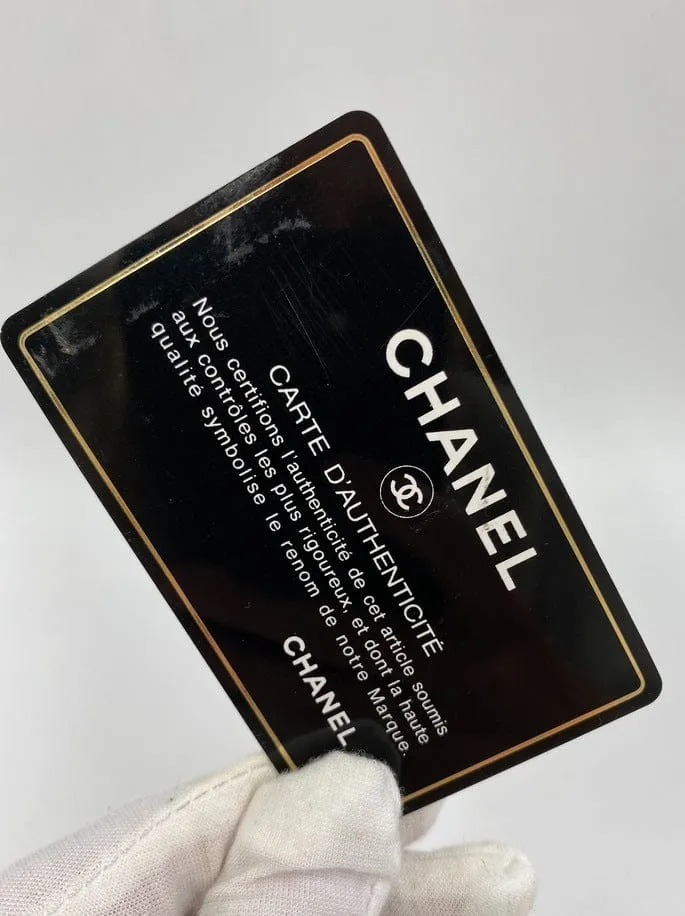 CHANEL
CARTE D'AUTHENTICITÉ
Nous certifions l'authenticité de cet article soumis
aux contrôles les plus rigoureux, et dont la haute
qualité symbolise le renom de notre Marque.
CHANEL